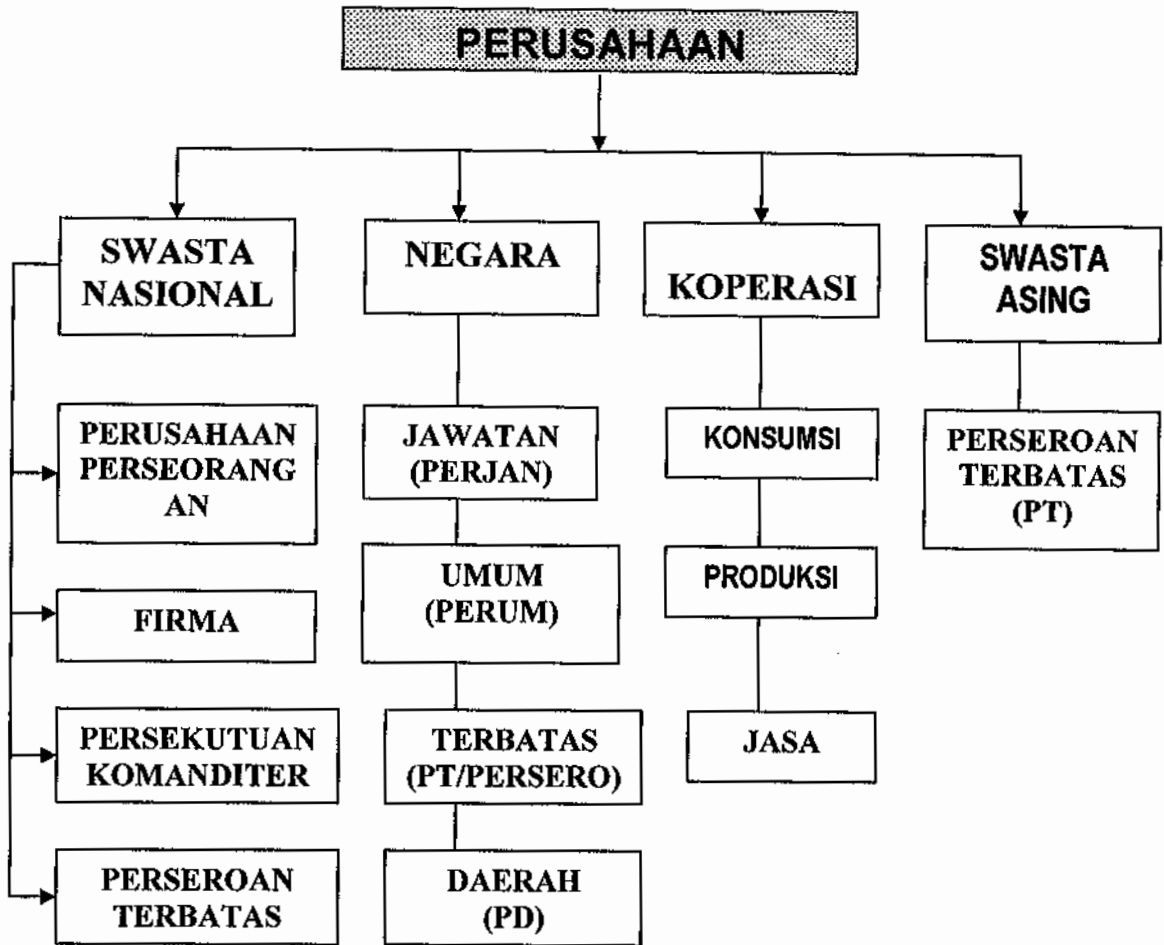 PERUSAHAAN
SWASTA
NASIONAL
NEGARA
KOPERASI
SWASTA
ASING
PERUSAHAAN
PERSEORANG
AN
JAWATAN
(PERJAN)
KONSUMSI
PERSEROAN
TERBATAS
(PT)
FIRMA
UMUM
(PERUM)
PRODUKSI
PERSEKUTUAN
KOMANDITER
TERBATAS
(PT/PERSERO)
JASA
PERSEROAN
TERBATAS
DAERAH
(PD)